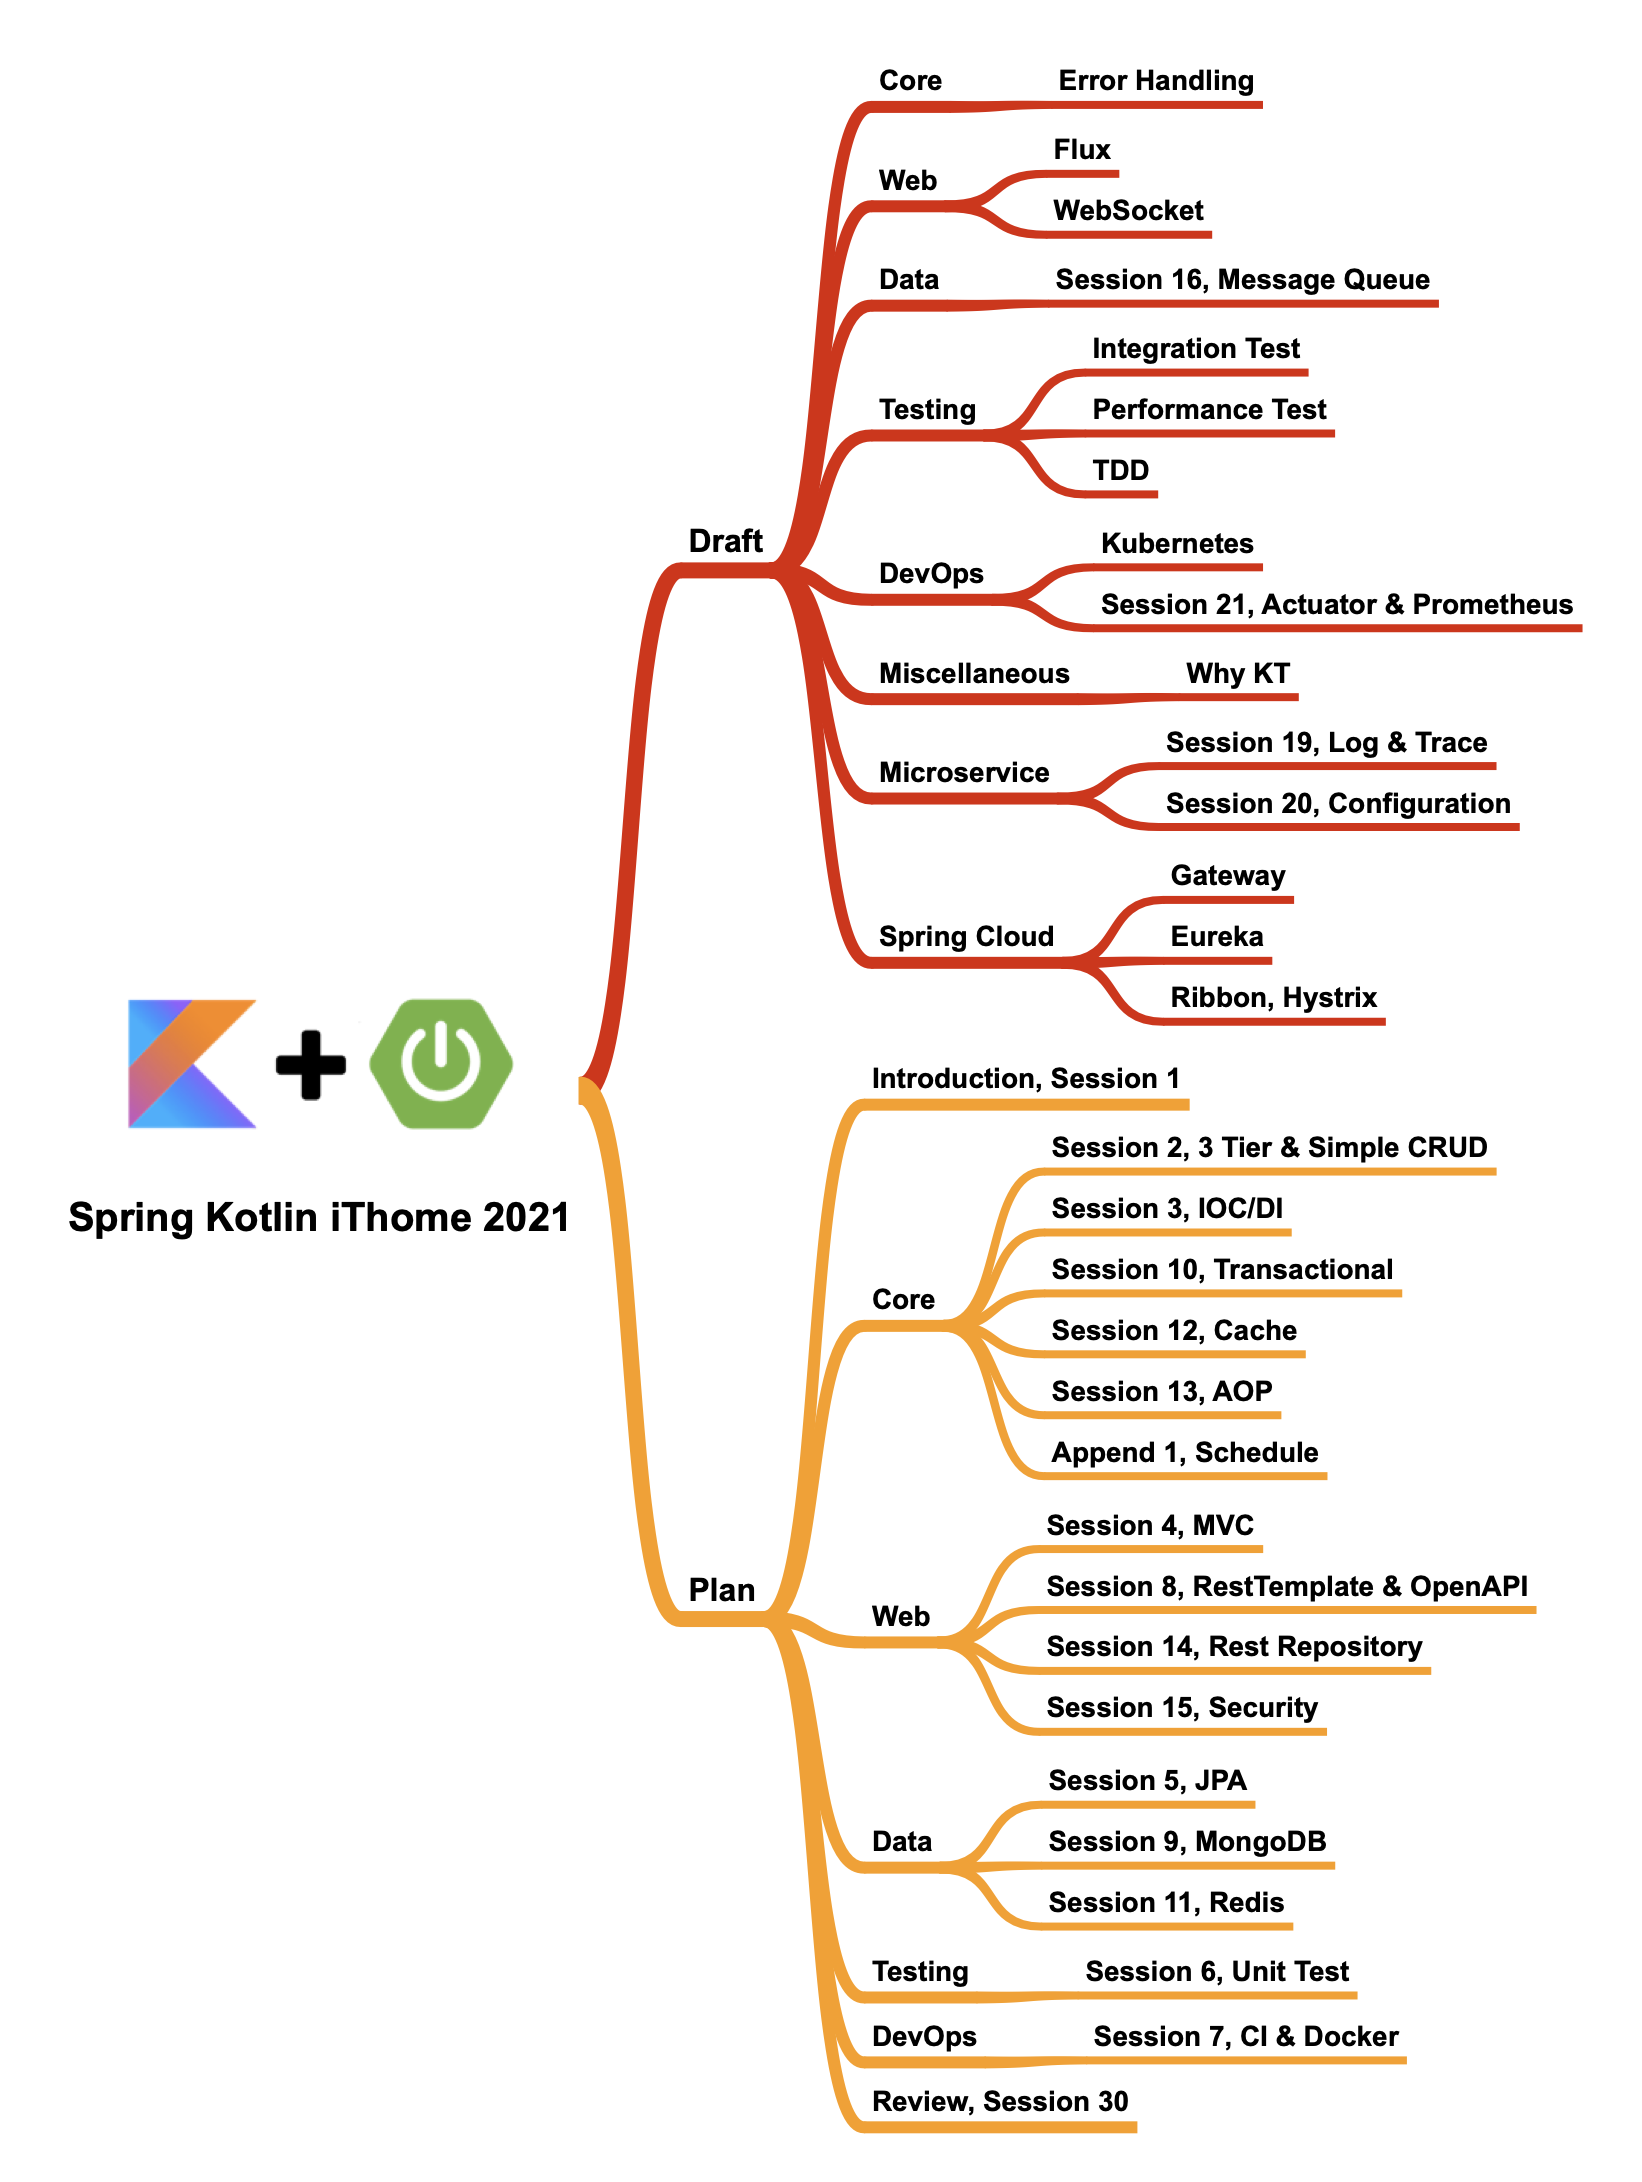 Spring Kotlin iThome 2021
Draft
Core
Error Handling
Web
Flux
WebSocket
Data
Session 16, Message Queue
Testing
Integration Test
Performance Test
TDD
DevOps
Kubernetes
Session 21, Actuator & Prometheus
Miscellaneous
Why KT
Microservice
Session 19, Log & Trace
Session 20, Configuration
Spring Cloud
Gateway
Eureka
Ribbon, Hystrix
Plan
Introduction, Session 1
Core
Session 2, 3 Tier & Simple CRUD
Session 3, IOC/DI
Session 10, Transactional
Session 12, Cache
Session 13, AOP
Append 1, Schedule
Web
Session 4, MVC
Session 8, RestTemplate & OpenAPI
Session 14, Rest Repository
Session 15, Security
Data
Session 5, JPA
Session 9, MongoDB
Session 11, Redis
Testing
Session 6, Unit Test
DevOps
Session 7, CI & Docker
Review, Session 30